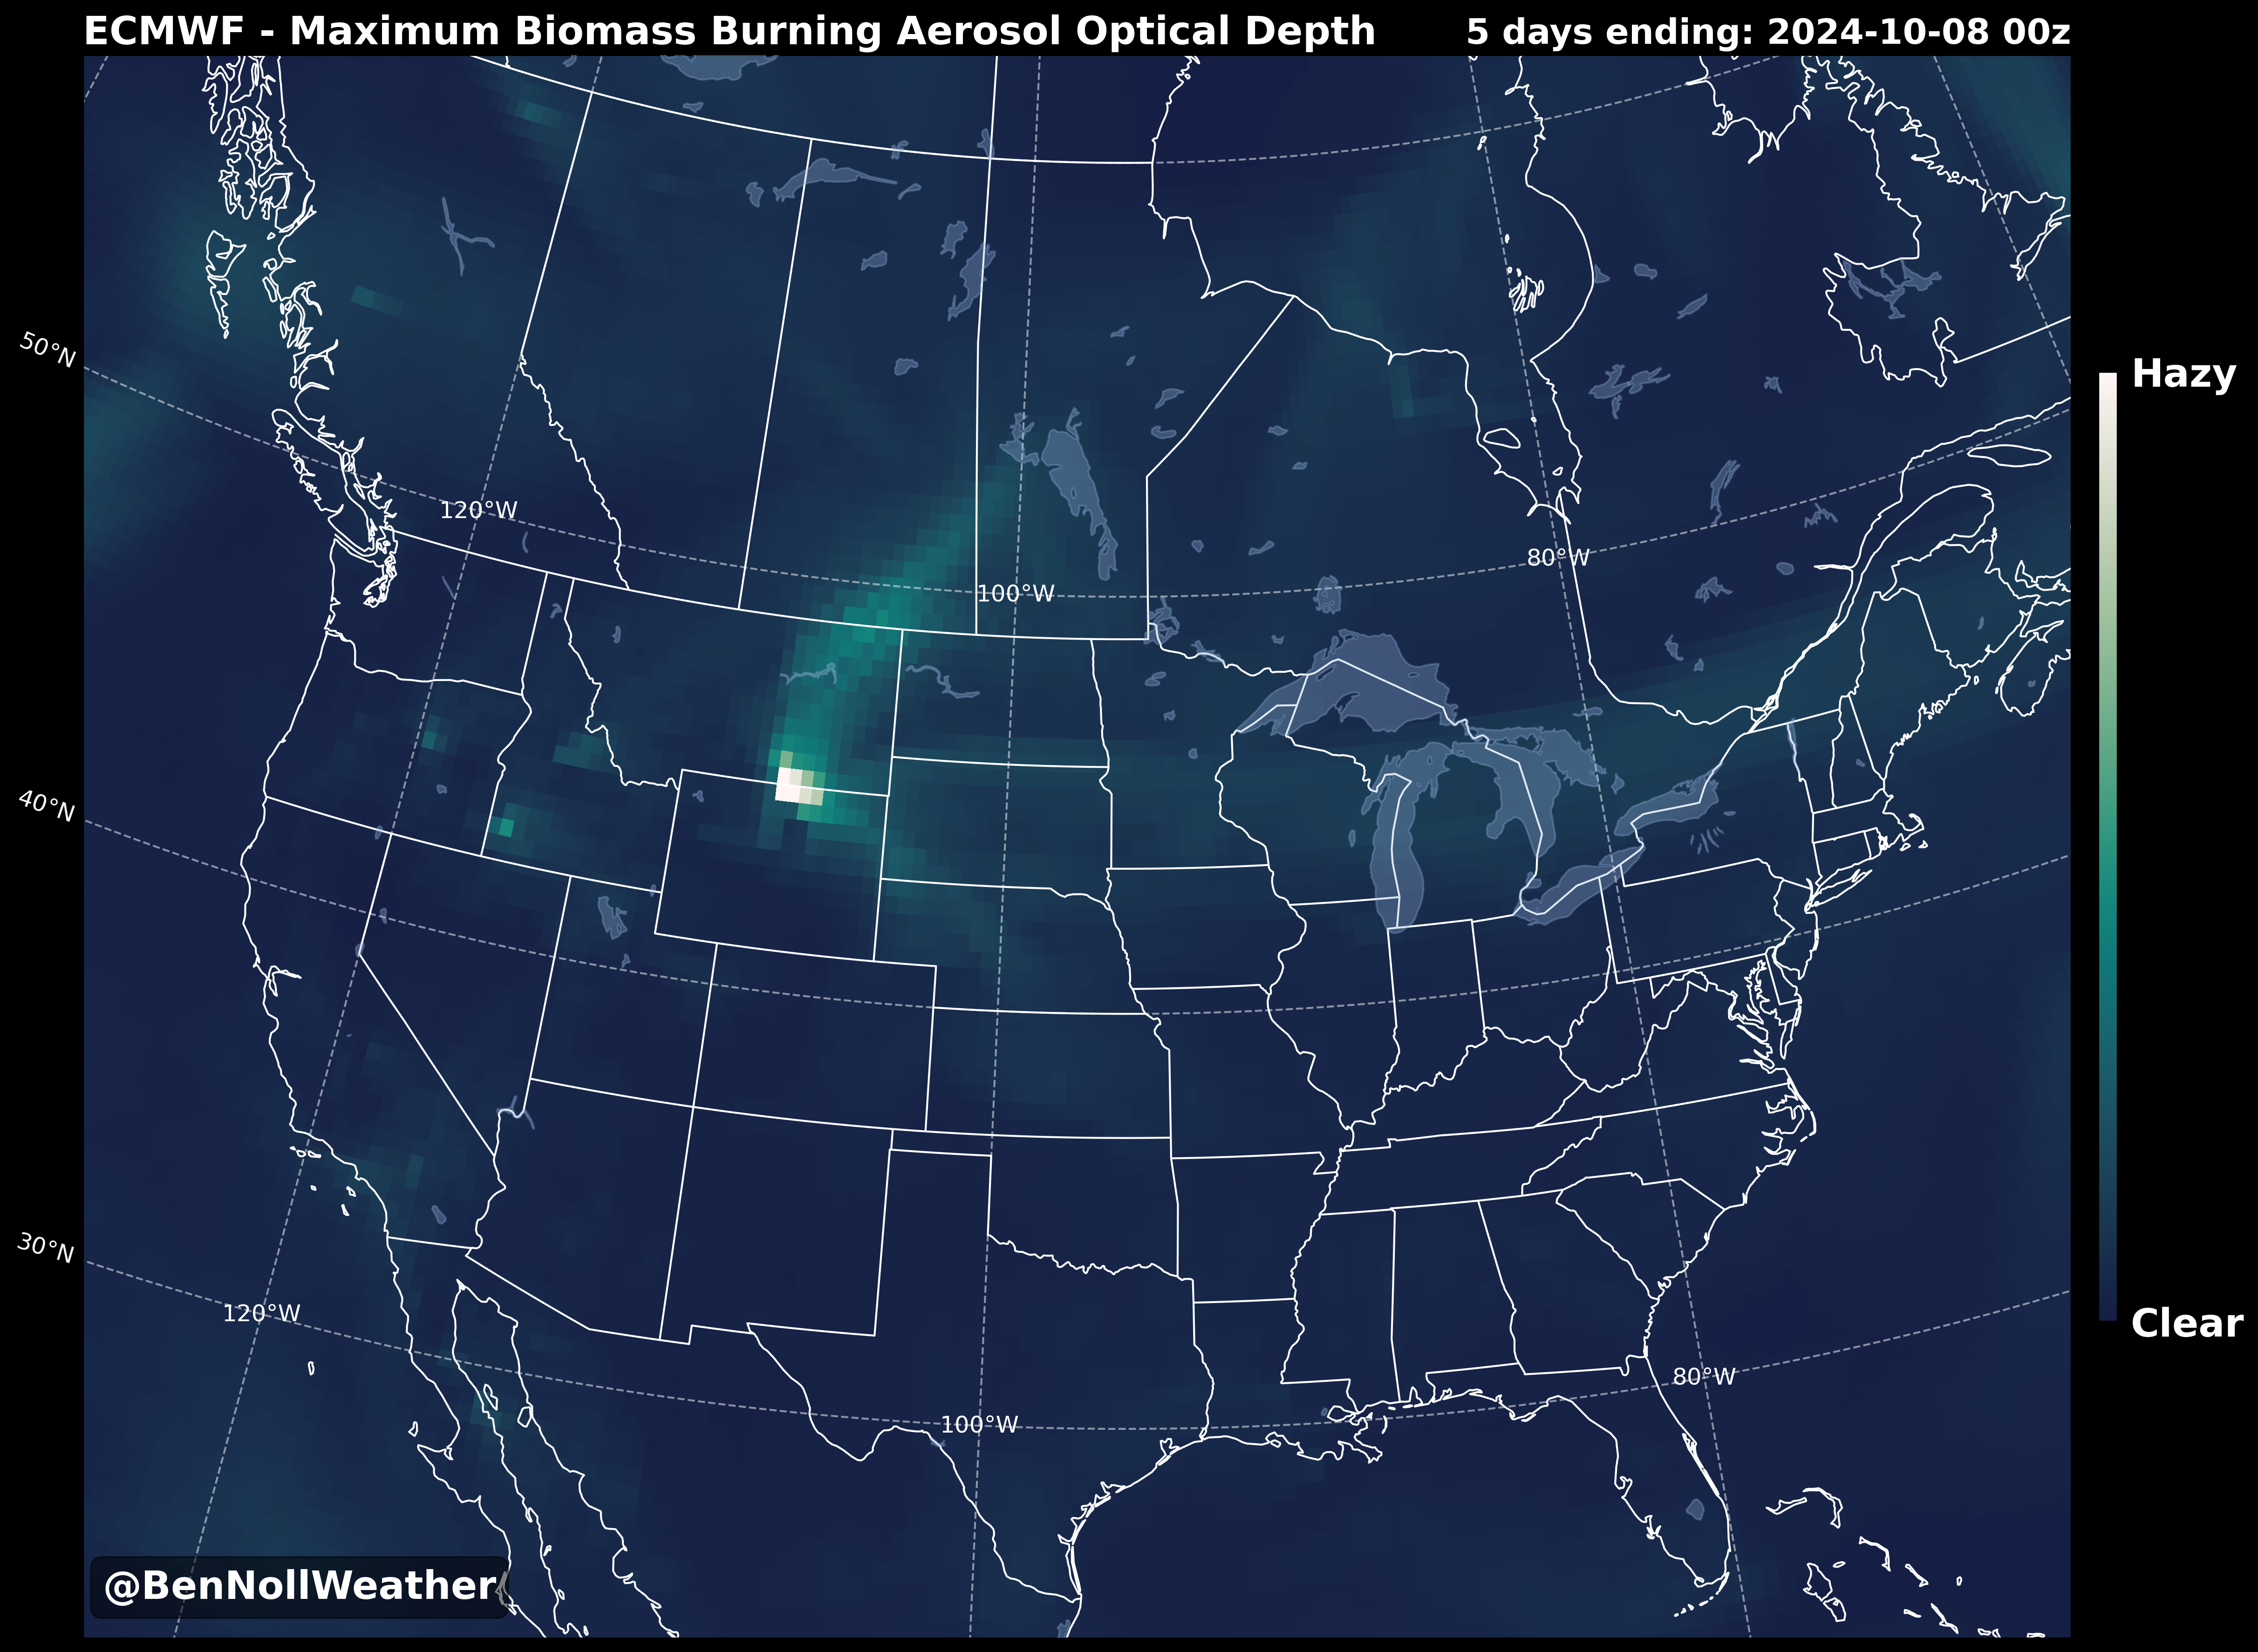 ECMWF - Maximum Biomass Burning Aerosol Optical Depth
5 days ending: 2024-10-08 00z
50°N
Hazy
120°W
80°W
100°W
40°N
30°N
120°W
Clear
80°W
100°W
@BenNollWeather